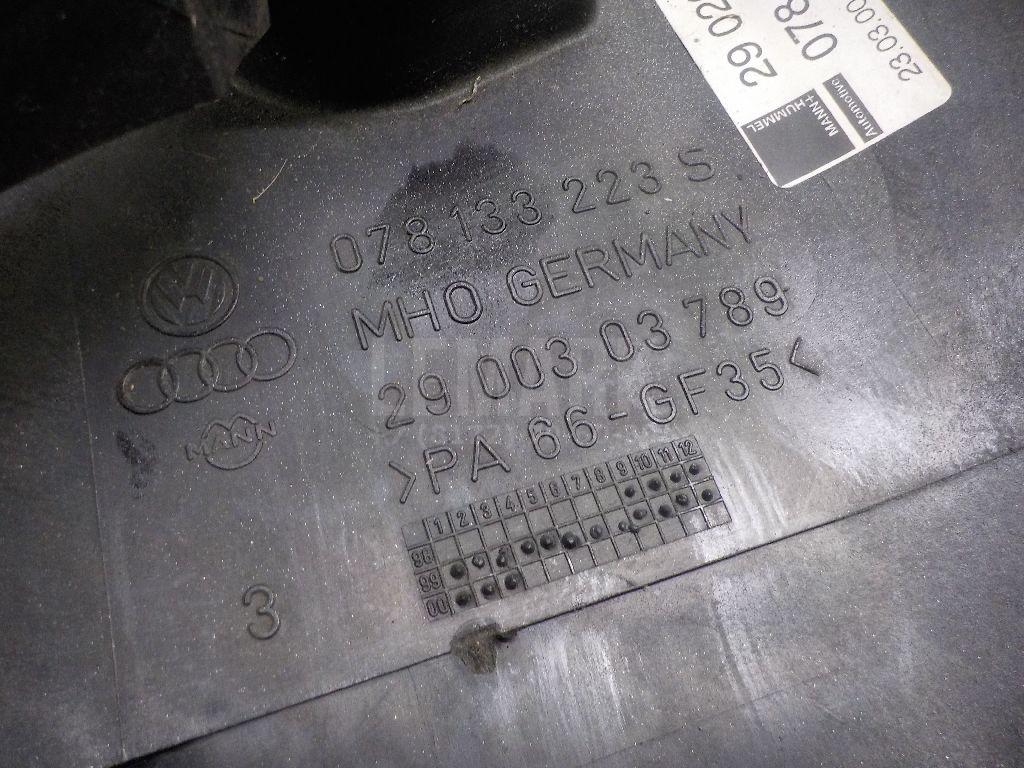 29 02
078
23.03.00
MANN+
HUMMEL
Automotive
078 133 223 S
MHO GERMANY
29 003 03 789
>PA 66-GF35<
MANN
1 2 3 4 5 6 7 8 9 10 11 12
98
99
00
3